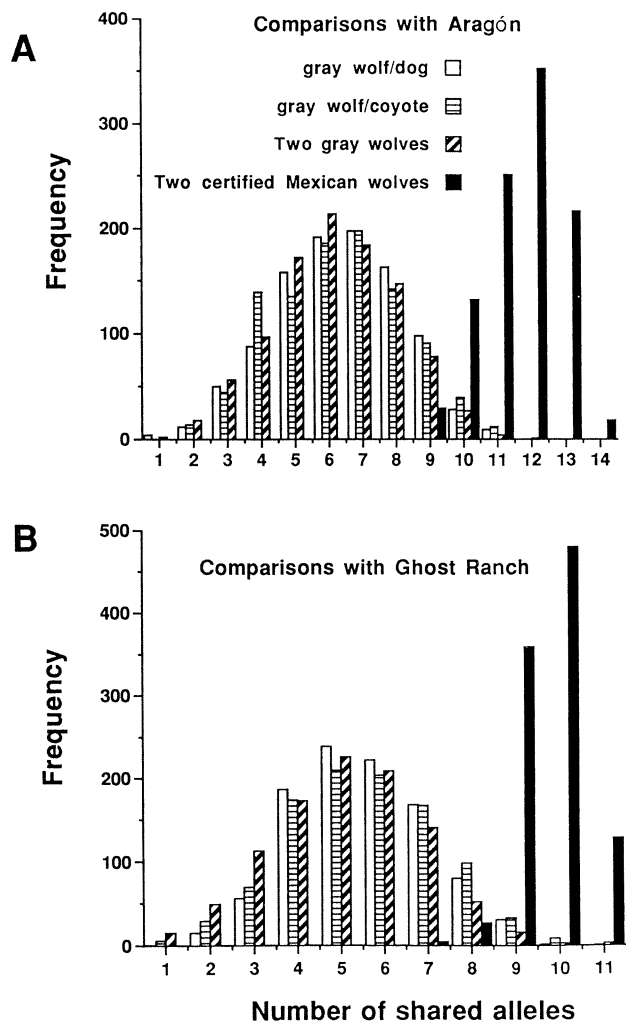 A
Comparisons with Aragón
gray wolf/dog
gray wolf/coyote
Two gray wolves
Two certified Mexican wolves
Frequency
400
300
200
100
0
1 2 3 4 5 6 7 8 9 10 11 12 13 14
B
Comparisons with Ghost Ranch
Frequency
500
400
300
200
100
0
1 2 3 4 5 6 7 8 9 10 11
Number of shared alleles